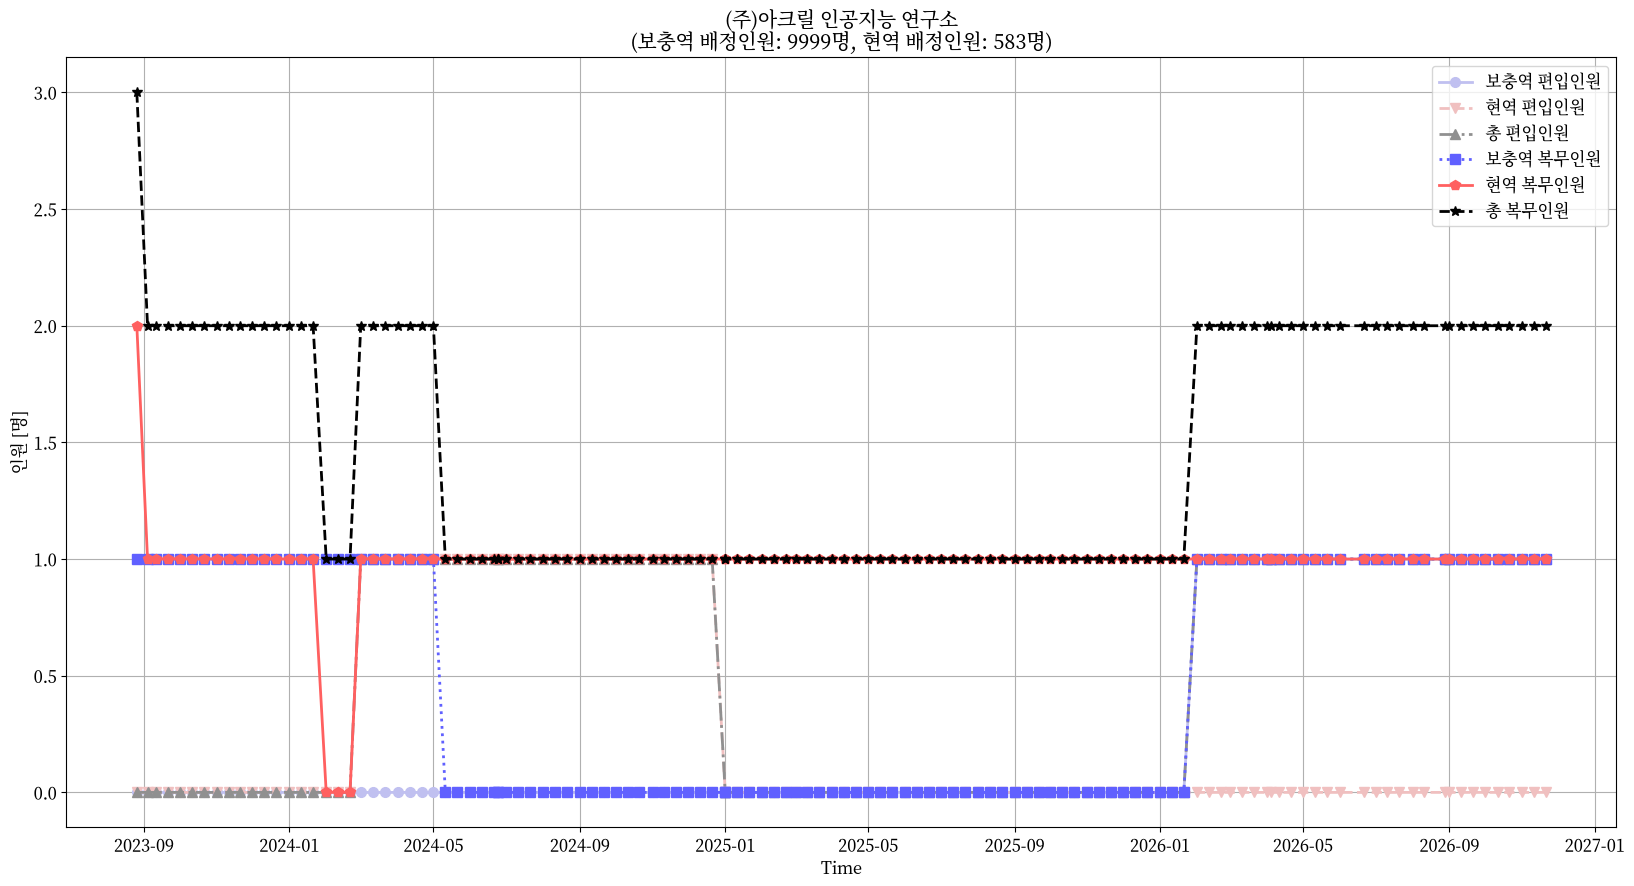 (주)아크릴 인공지능 연구소
(보충역 배정인원: 9999명, 현역 배정인원: 583명)
3.0
2.5
2.0
1.5
1.0
0.5
0.0
인원 [명]
보충역 편입인원
현역 편입인원
총 편입인원
보충역 복무인원
현역 복무인원
총 복무인원
2023-09 2024-01 2024-05 2024-09 2025-01 2025-05 2025-09 2026-01 2026-05 2026-09 2027-01
Time